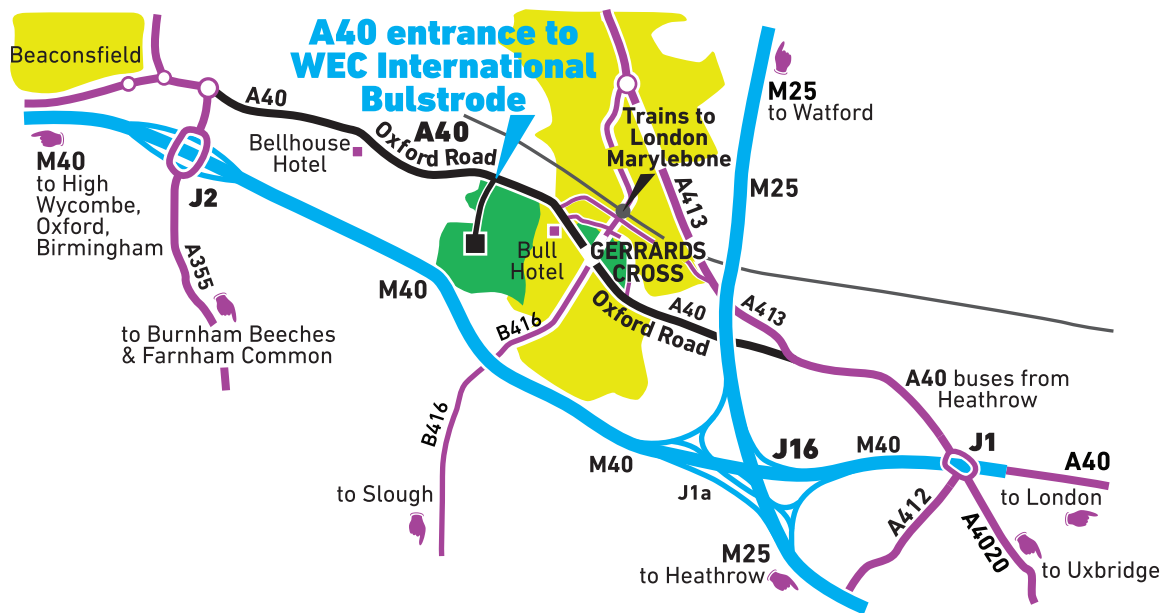 Beaconsfield
A40 entrance to
WEC International
Bulstrode
M25
to Watford
A40
A40
Oxford Road
Trains to
London
Marylebone
Bellhouse
Hotel
M40
to High
Wycombe,
Oxford,
Birmingham
J2
M25
A413
A355
Bull
Hotel
GERRARDS
CROSS
M40
to Burnham Beeches
& Farnham Common
B416
Oxford Road
A40
A413
A40 buses from
Heathrow
B416
M40
J16
M40
J1
A40
to London
J1a
to Slough
A412
A4020
M25
to Heathrow
to Uxbridge